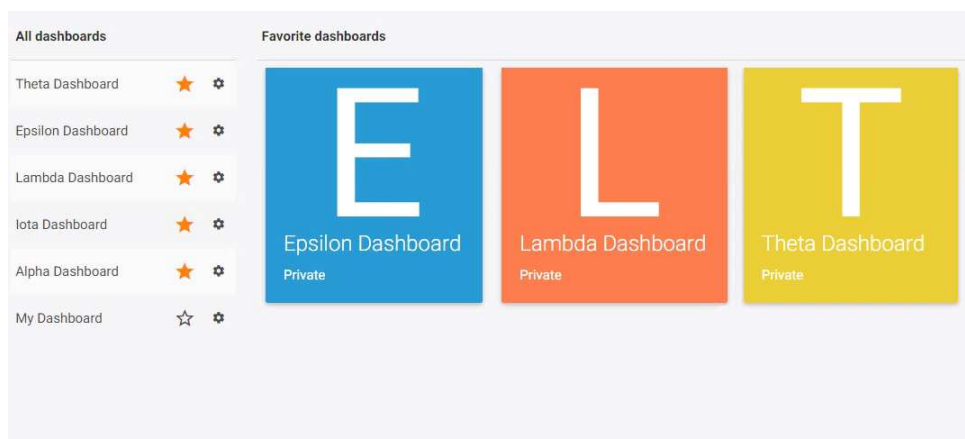 All dashboards
Theta Dashboard
Epsilon Dashboard
Lambda Dashboard
Iota Dashboard
Alpha Dashboard
My Dashboard
Favorite dashboards
E
Epsilon Dashboard
Private
L
Lambda Dashboard
Private
T
Theta Dashboard
Private